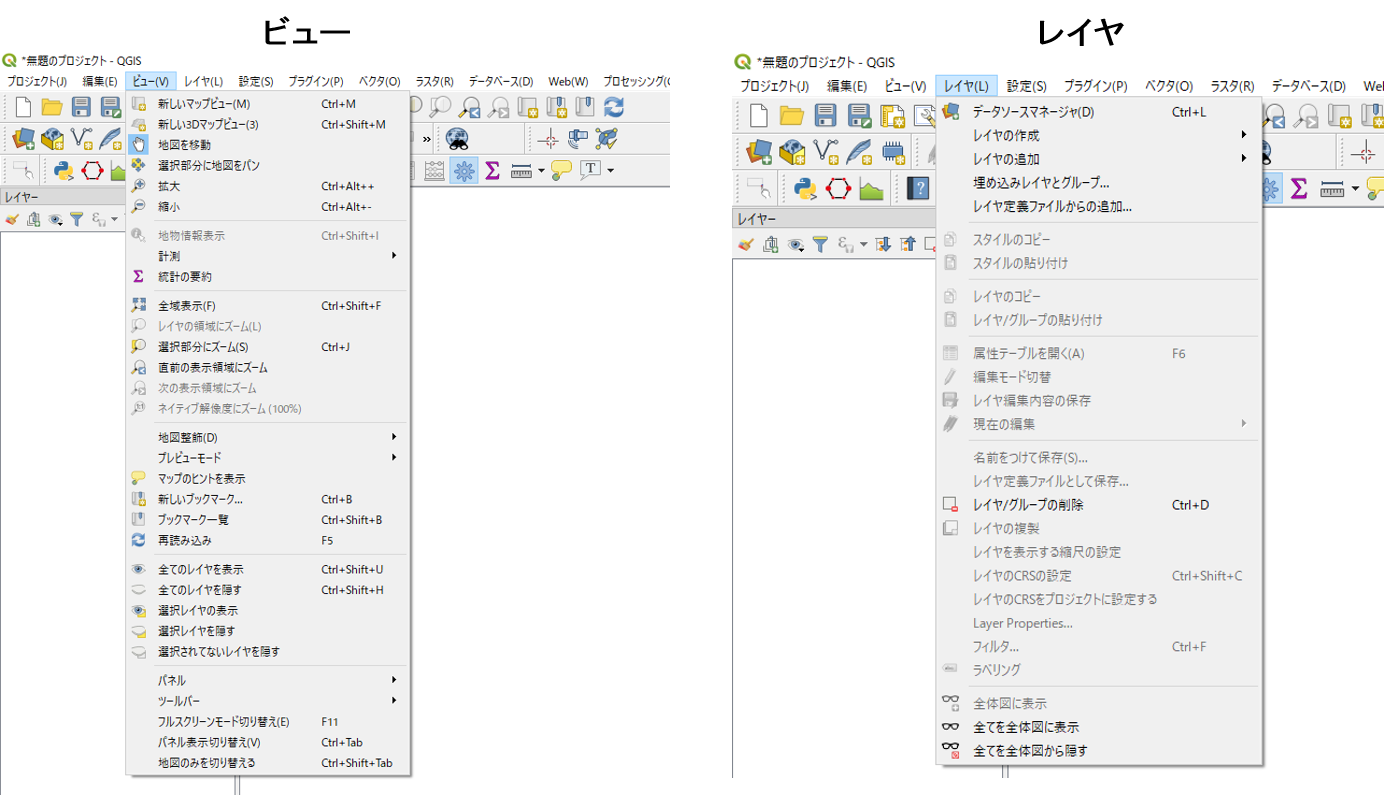 ビュー
*無題のプロジェクト - QGIS
プロジェクト(J) 編集(E) ビュー(V) レイヤ(L) 設定(S) プラグイン(P) ベクタ(O) ラスタ(R) データベース(D) Web(W) プロセッシング(
新しいマップビュー(M) Ctrl+M
新しい3Dマップビュー(3) Ctrl+Shift+M
地図を移動
選択部分に地図をパン
拡大 Ctrl+Alt++
縮小 Ctrl+Alt+-
地物情報表示 Ctrl+Shift+I
計測
統計の要約
全域表示(F) Ctrl+Shift+F
レイヤの領域にズーム(L)
選択部分にズーム(S) Ctrl+J
直前の表示領域にズーム
次の表示領域にズーム
ネイティブ解像度にズーム (100%)
地図整飾(D)
プレビューモード
マップのヒントを表示
新しいブックマーク... Ctrl+B
ブックマーク一覧 Ctrl+Shift+B
再読み込み F5
全てのレイヤを表示 Ctrl+Shift+U
全てのレイヤを隠す Ctrl+Shift+H
選択レイヤの表示
選択レイヤを隠す
選択されてないレイヤを隠す
パネル
ツールバー
フルスクリーンモード切り替え(E) F11
パネル表示切り替え(V) Ctrl+Tab
地図のみを切り替える Ctrl+Shift+Tab
レイヤー
レイヤ
*無題のプロジェクト - QGIS
プロジェクト(J) 編集(E) ビュー(V) レイヤ(L) 設定(S) プラグイン(P) ベクタ(O) ラスタ(R) データベース(D) We
データソースマネージャ(D) Ctrl+L
レイヤの作成
レイヤの追加
埋め込みレイヤとグループ...
レイヤ定義ファイルからの追加...
スタイルのコピー
スタイルの貼り付け
レイヤのコピー
レイヤ/グループの貼り付け
属性テーブルを開く(A) F6
編集モード切替
レイヤ編集内容の保存
現在の編集
名前をつけて保存(S)...
レイヤ定義ファイルとして保存...
レイヤ/グループの削除 Ctrl+D
レイヤの複製
レイヤを表示する縮尺の設定
レイヤのCRSの設定 Ctrl+Shift+C
レイヤのCRSをプロジェクトに設定する
Layer Properties...
フィルタ... Ctrl+F
ラベリング
全体図に表示
全てを全体図に表示
全てを全体図から隠す
レイヤー